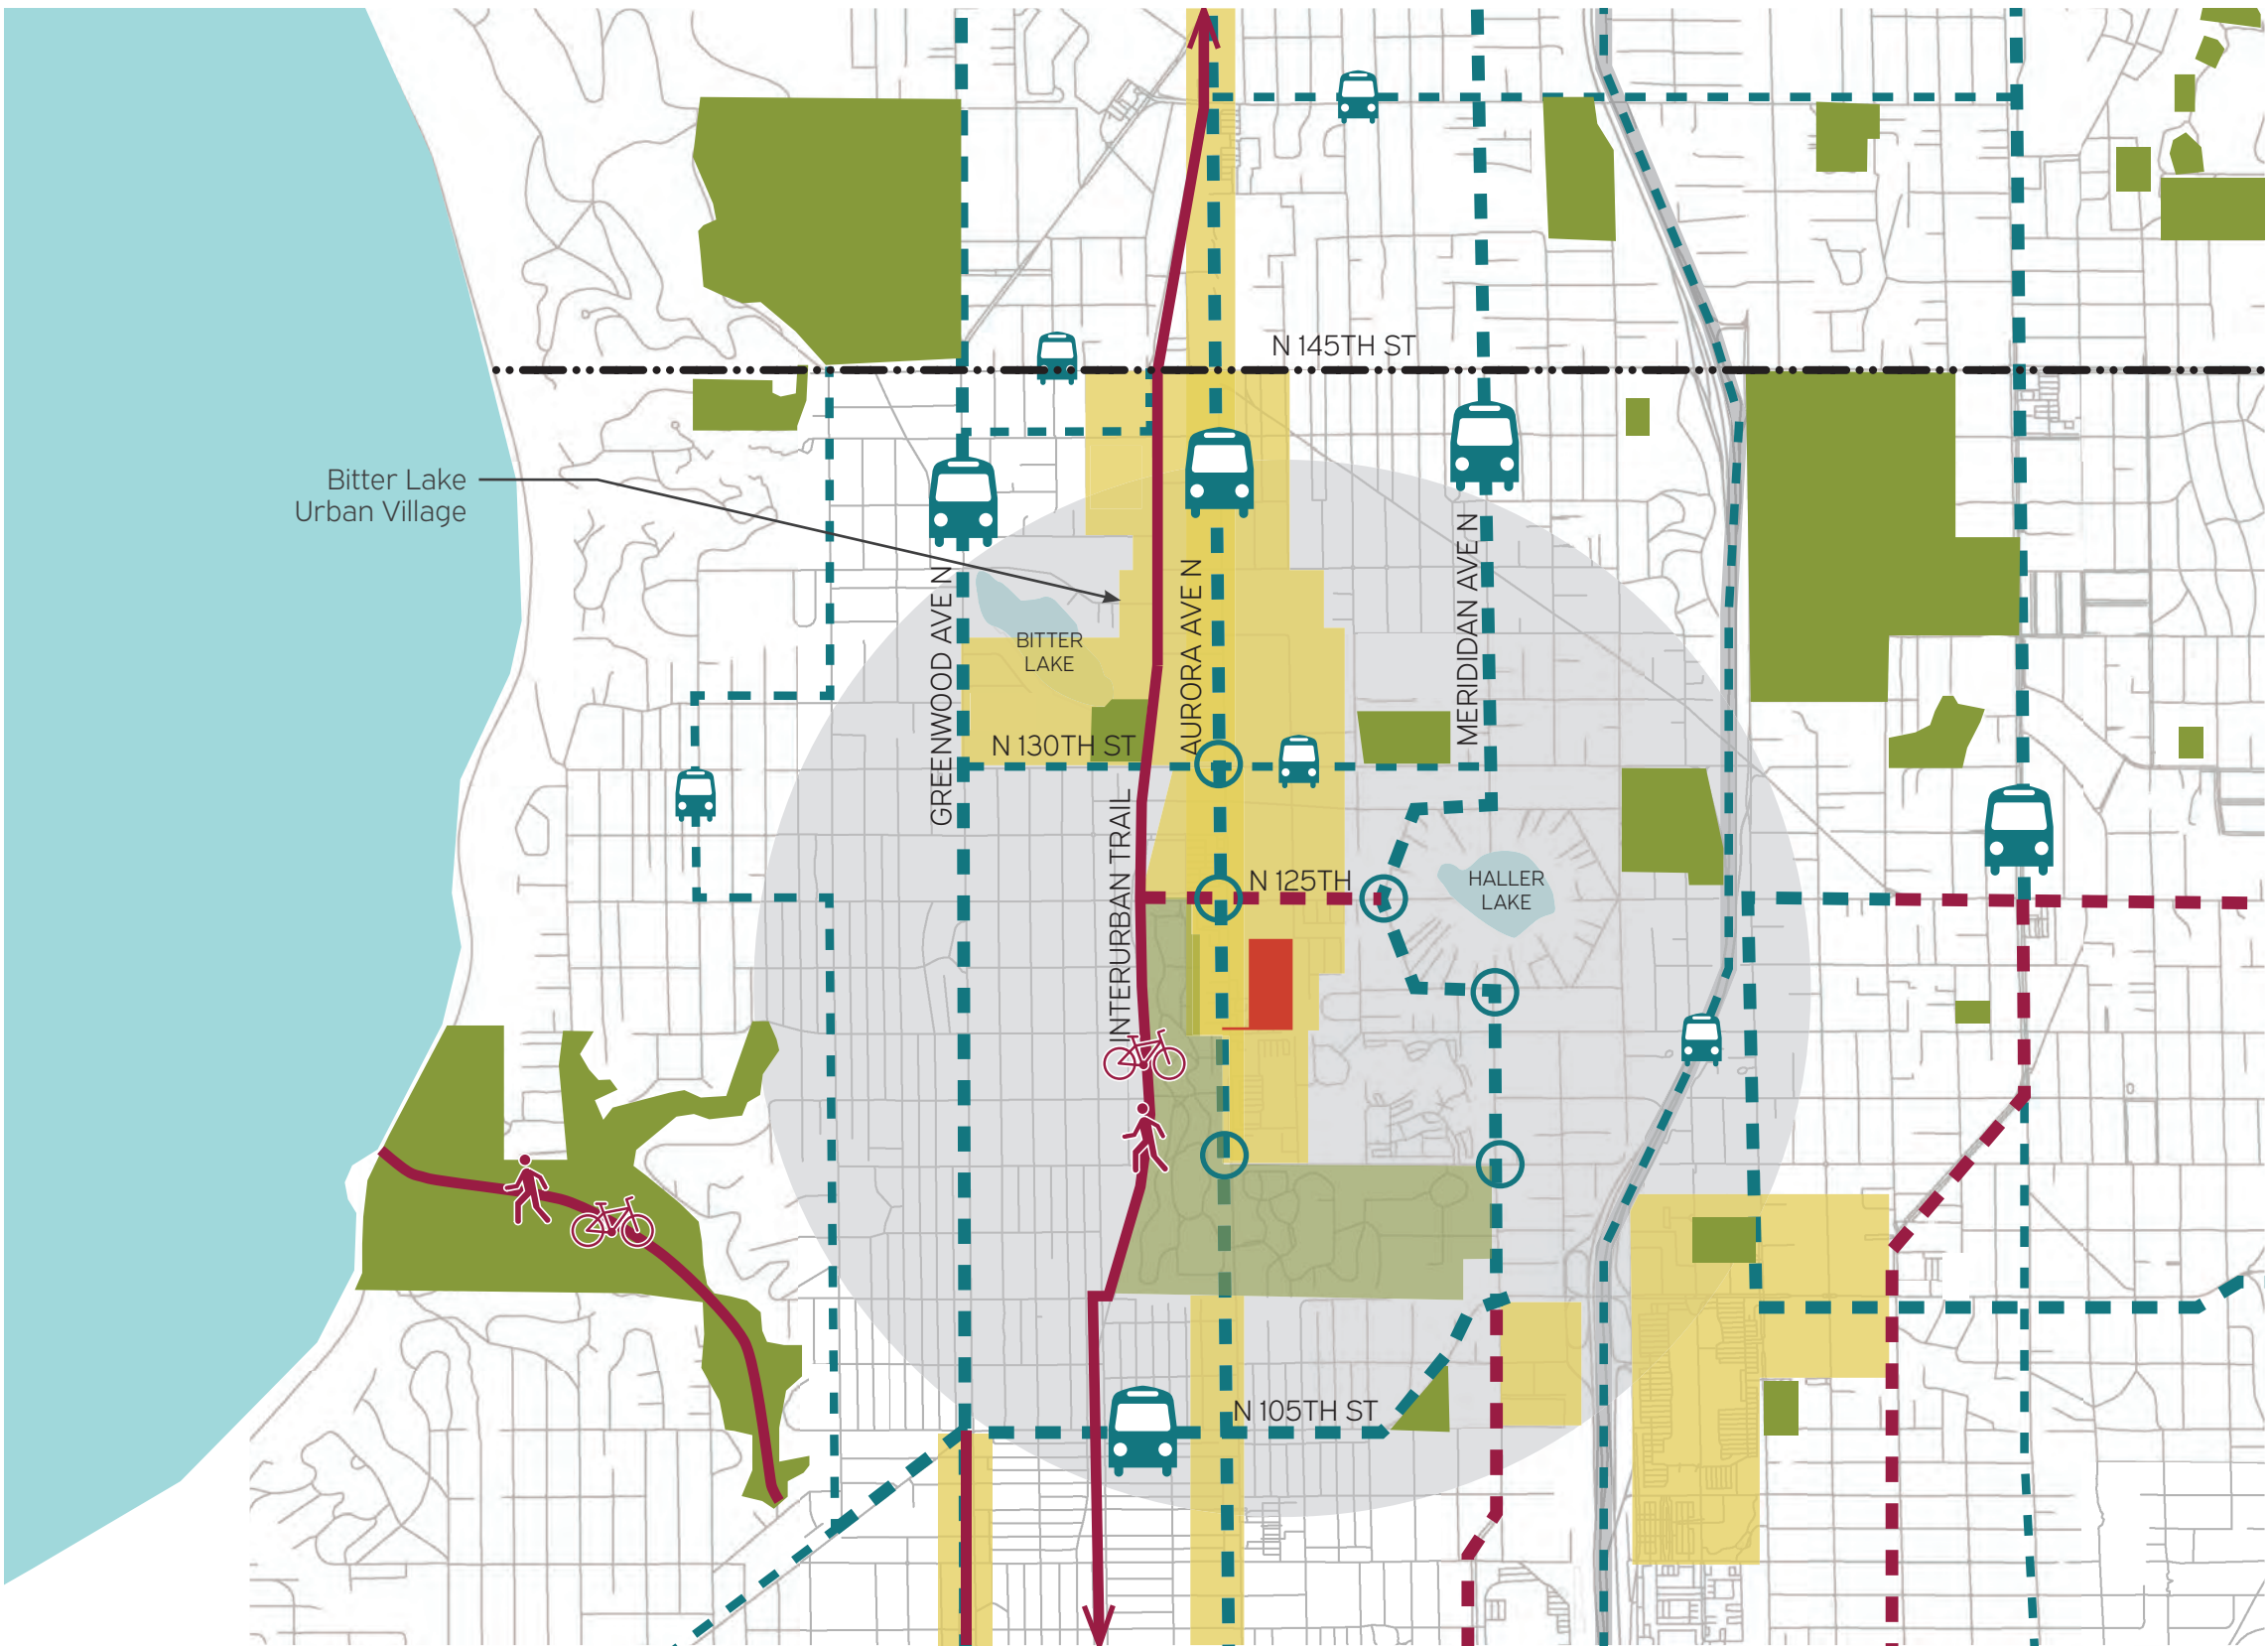 N 145TH ST
Bitter Lake
Urban Village
GREENWOOD AVE N
BITTER
LAKE
AURORA AVE N
MERIDIDAN AVE N
N 130TH ST
INTERURBAN TRAIL
N 125TH
HALLER
LAKE
N 105TH ST